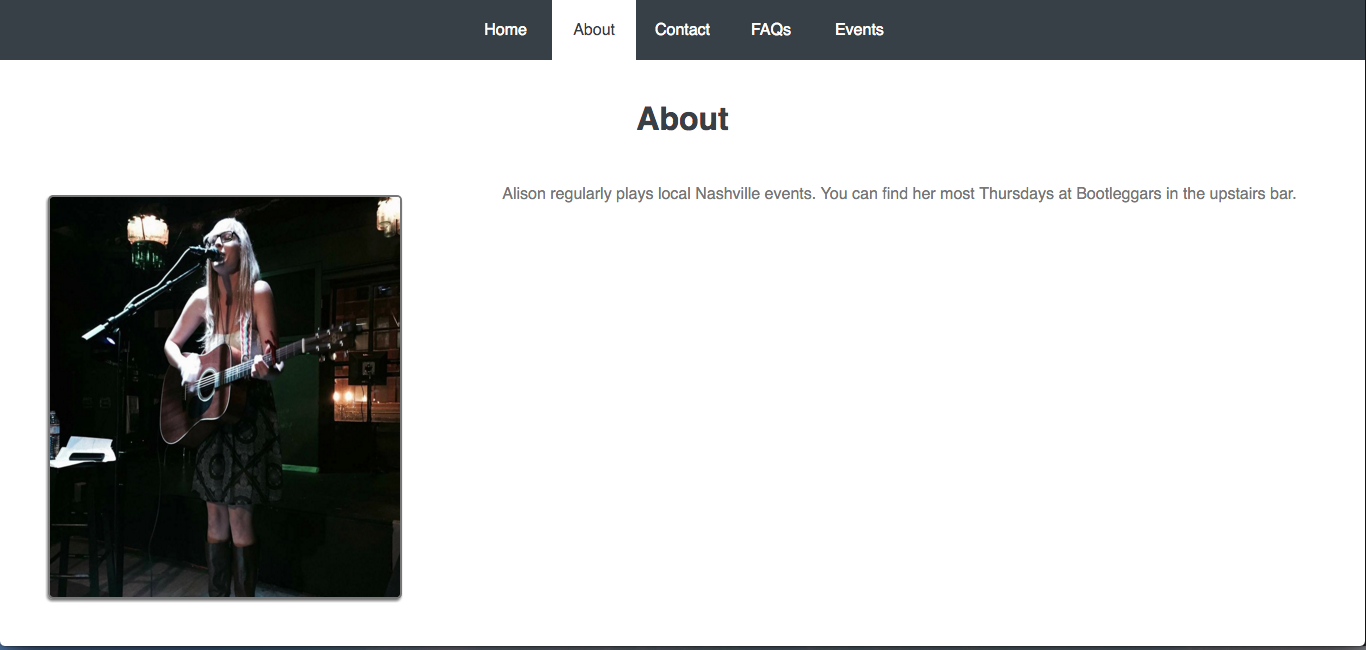 Home About Contact FAQs Events
About
Alison regularly plays local Nashville events. You can find her most Thursdays at Bootleggars in the upstairs bar.